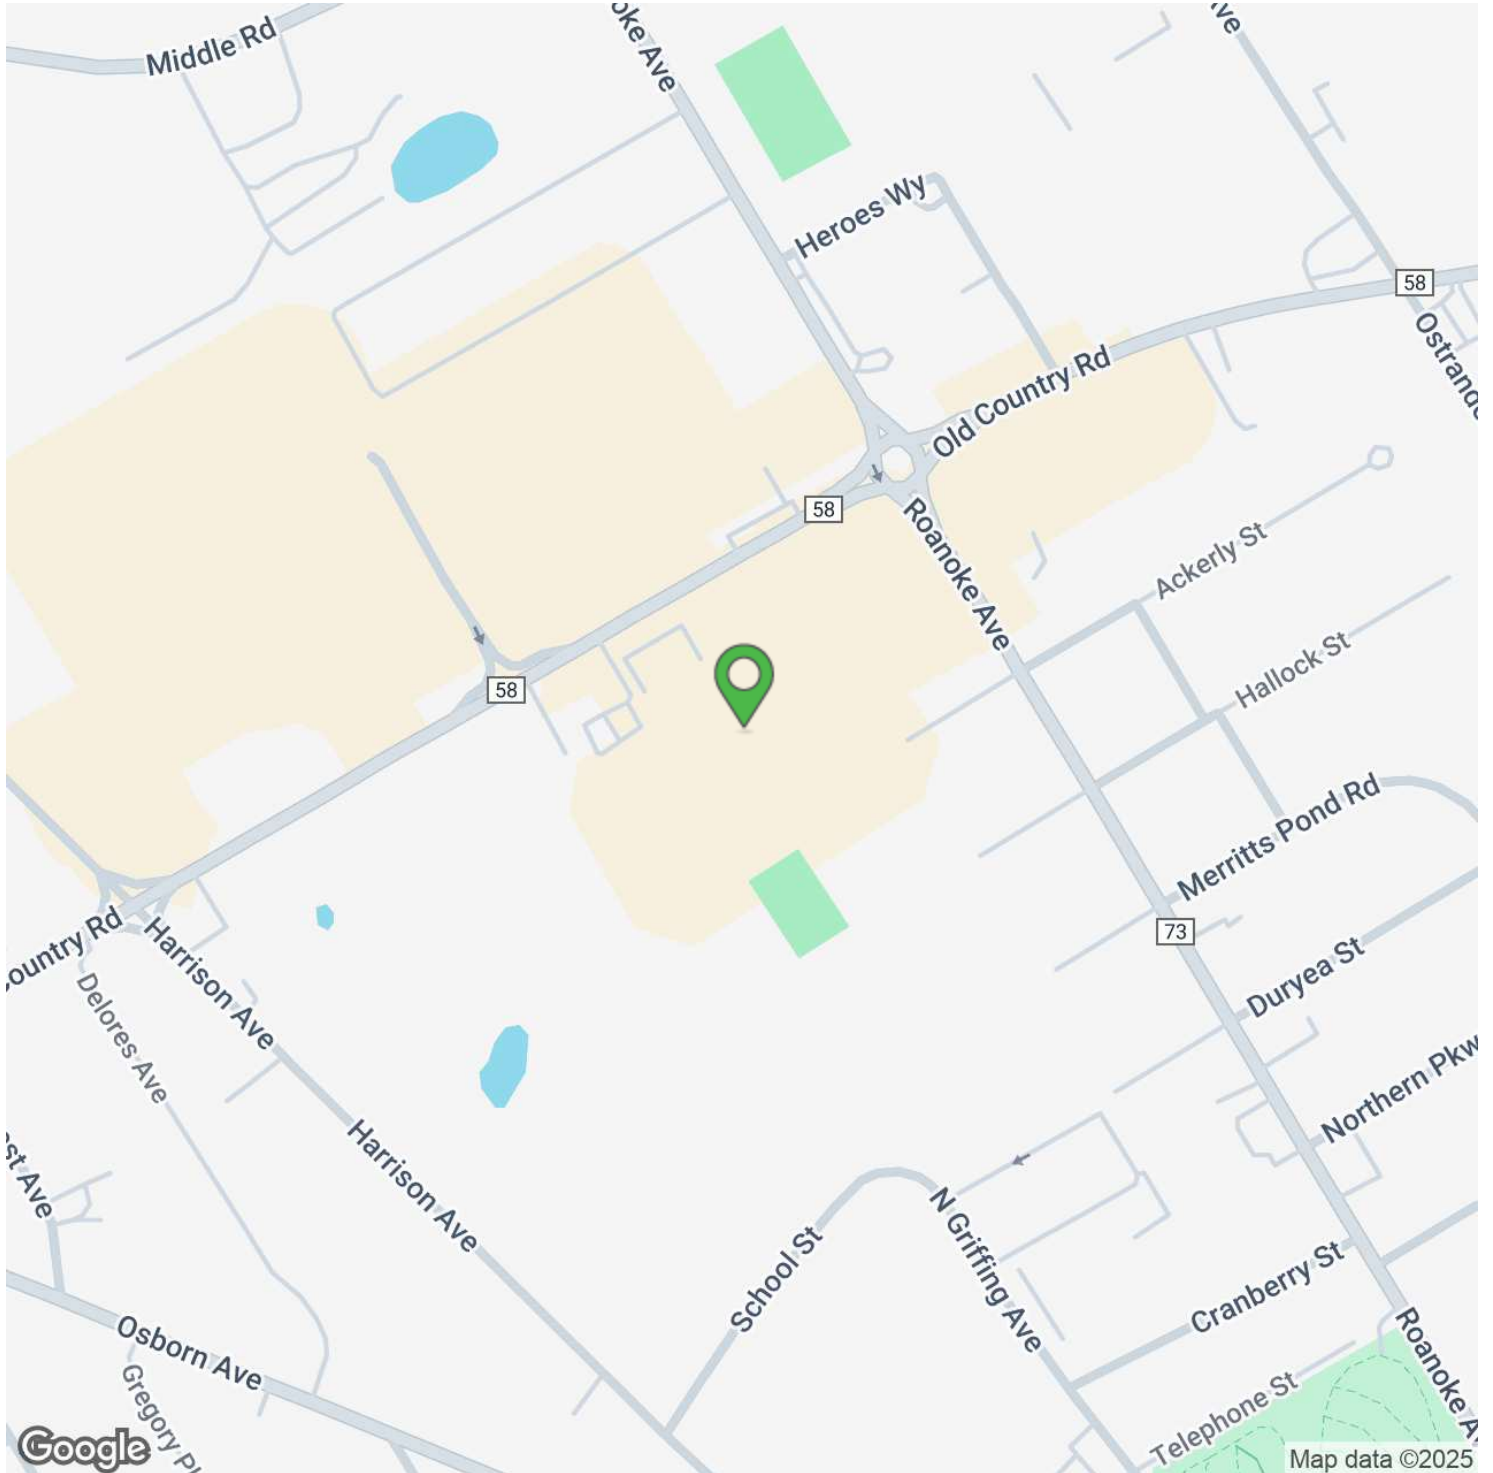 Middle Rd
oke Ave
ve
Heroes Wy
58
Ostrande
Old Country Rd
58
Roanoke Ave
Ackerly St
Hallock St
58
Merritts Pond Rd
73
ountry Rd
Harrison Ave
Duryea St
Delores Ave
Northern Pkw
Harrison Ave
st Ave
N Griffing Ave
School St
Cranberry St
Osborn Ave
Roanoke A
Gregory Pl
Telephone St
Google
Map data ©2025